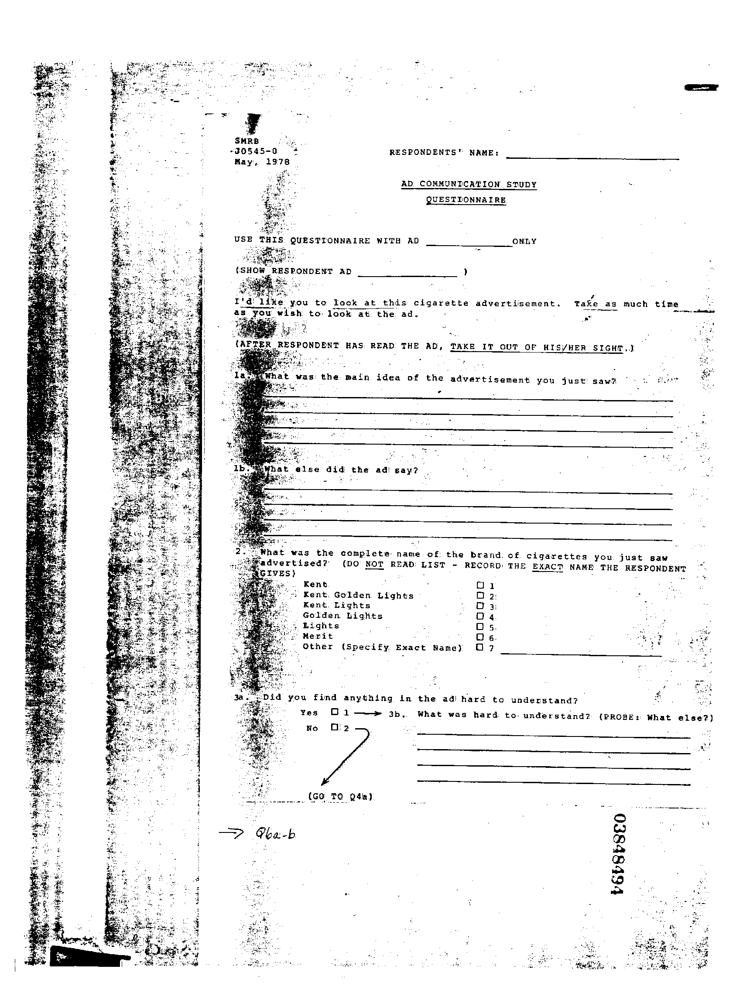 SMRB
J0545-0
May, 1978
RESPONDENTS' NAME:
AD COMMUNICATION STUDY
QUESTIONNAIRE
USE THIS QUESTIONNAIRE WITH AD ____________ ONLY
(SHOW RESPONDENT AD ____________ )
I'd like you to look at this cigarette advertisement. Take as much time
as you wish to look at the ad.
(AFTER RESPONDENT HAS READ THE AD, TAKE IT OUT OF HIS/HER SIGHT.)
1a. What was the main idea of the advertisement you just saw?
1b. What else did the ad say?
2. What was the complete name of the brand of cigarettes you just saw
advertised? (DO NOT READ LIST - RECORD THE EXACT NAME THE RESPONDENT
GIVES)
Kent □ 1
Kent Golden Lights □ 2
Kent Lights □ 3
Golden Lights □ 4
Lights □ 5
Merit □ 6
Other (Specify Exact Name) □ 7
3a. Did you find anything in the ad hard to understand?
Yes □ 1 → 3b. What was hard to understand? (PROBE: What else?)
No □ 2
(GO TO Q4a)
→ Q6a-b
03848494